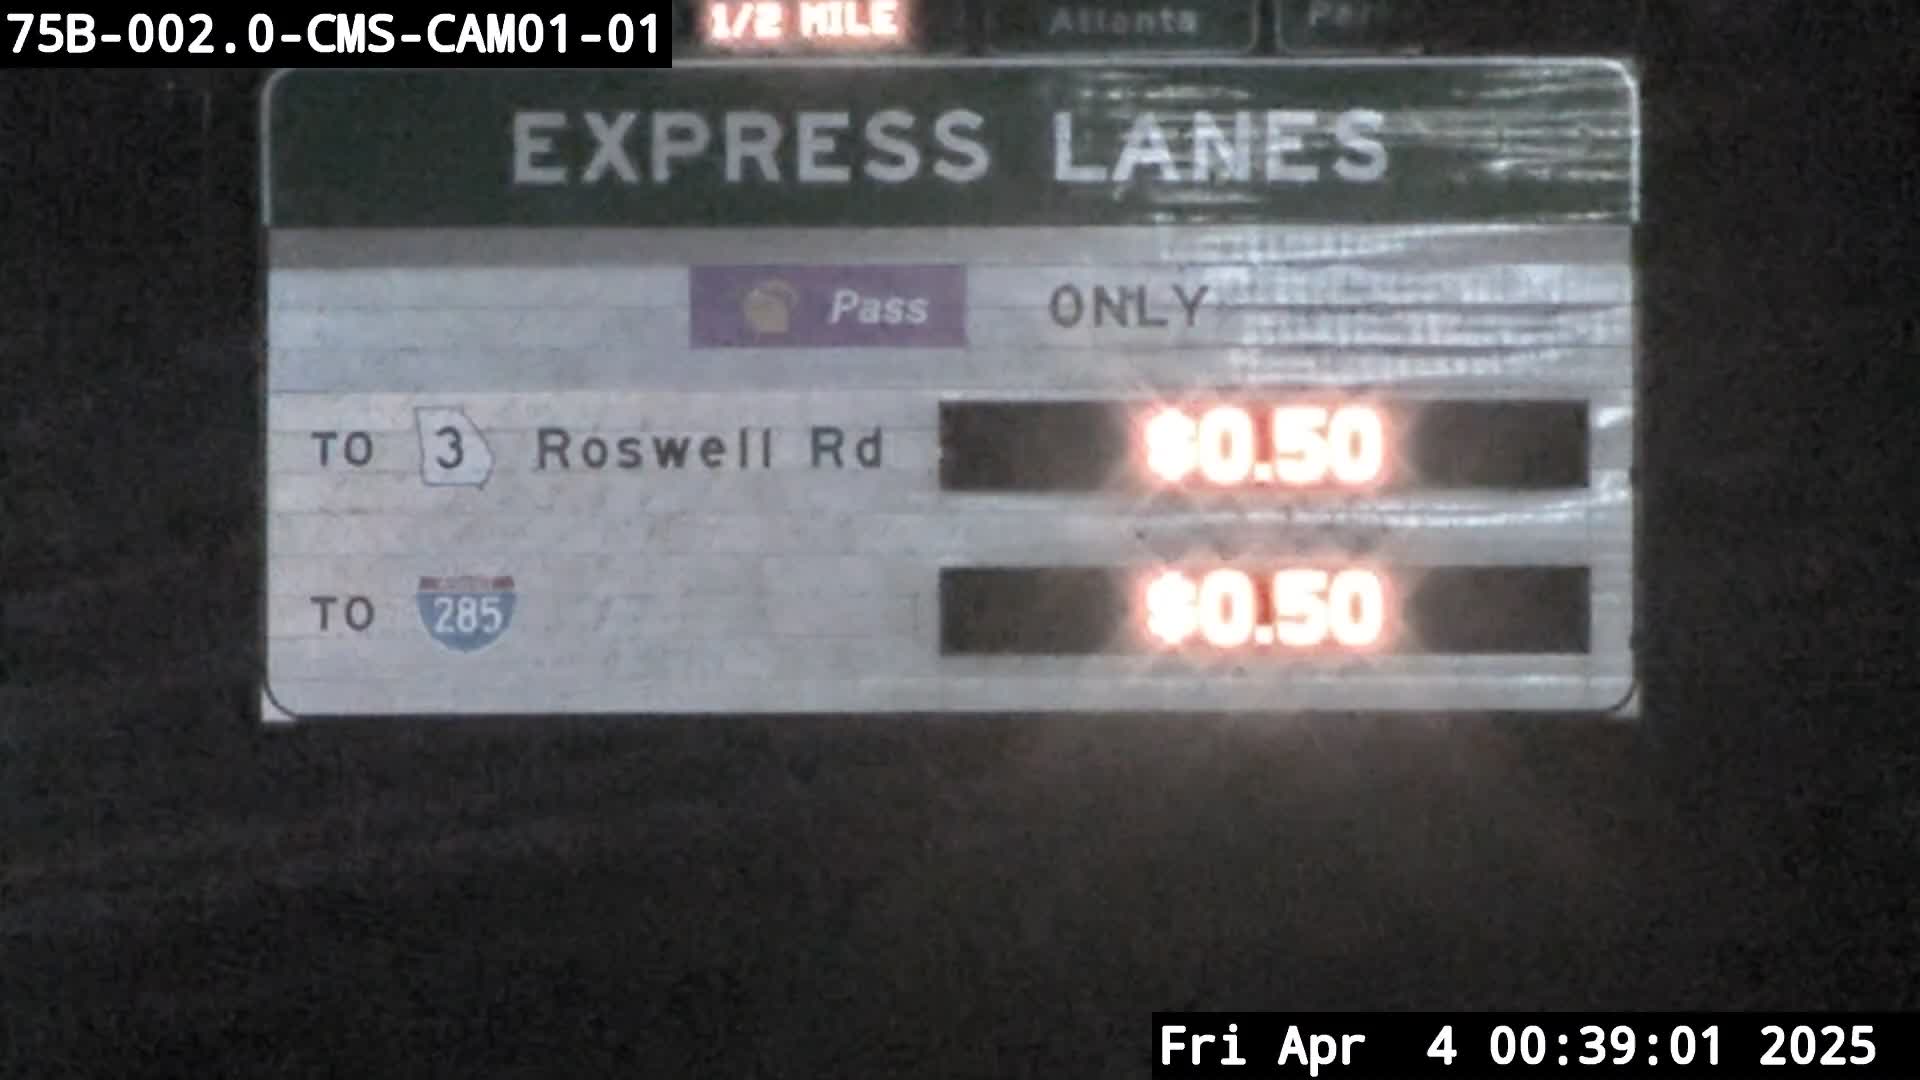 75B-002.0-CMS-CAM01-01
1/2 MILE
Atlanta
EXPRESS LANES
Pass ONLY
TO 3 Roswell Rd $0.50
TO 285 $0.50
Fri Apr 4 00:39:01 2025